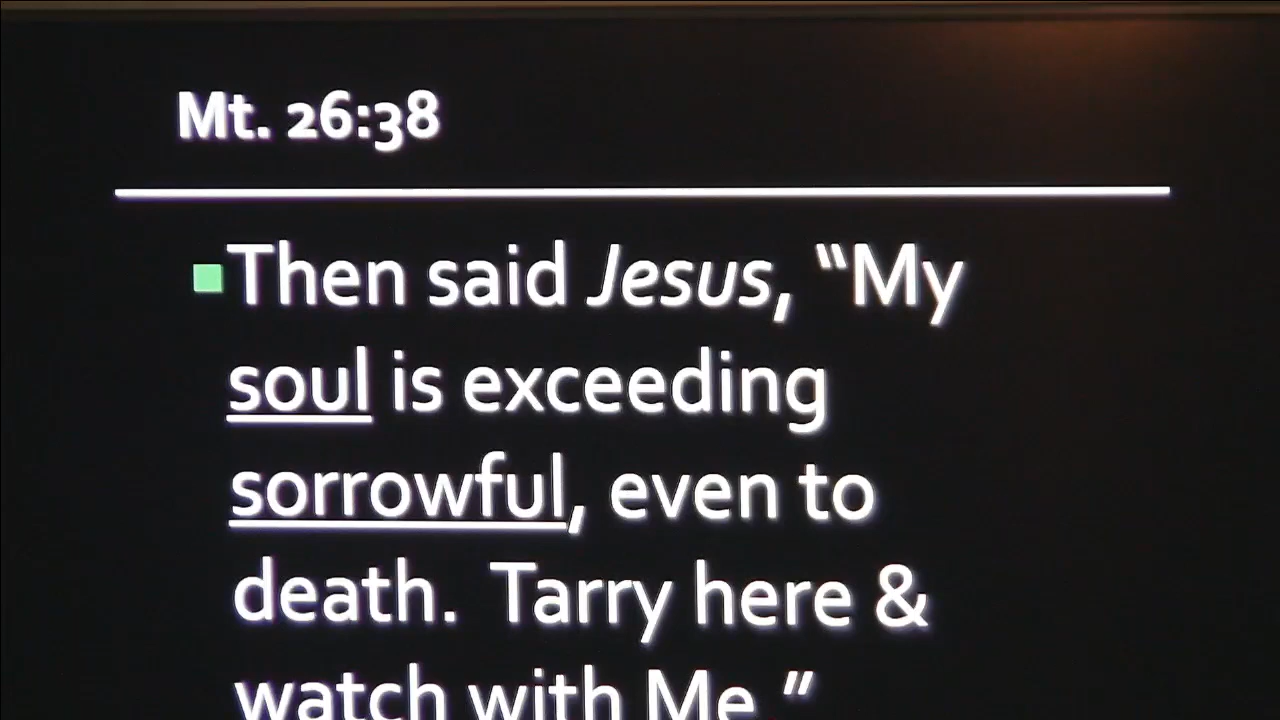 Mt. 26:38
Then said Jesus, “My
soul is exceeding
sorrowful, even to
death. Tarry here &
watch with Me ”